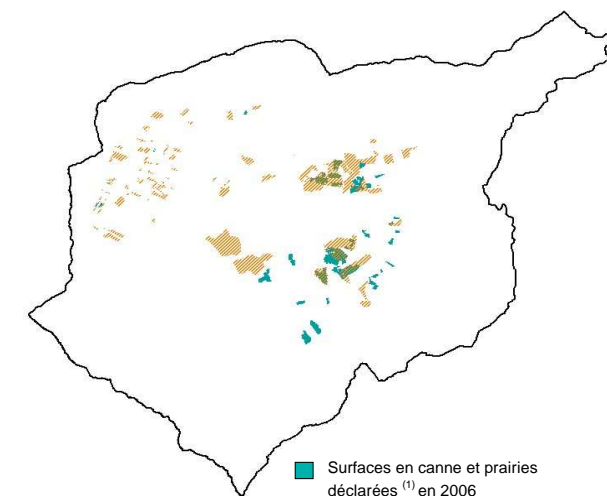 Surfaces en canne et prairies
déclarées (1) en 2006